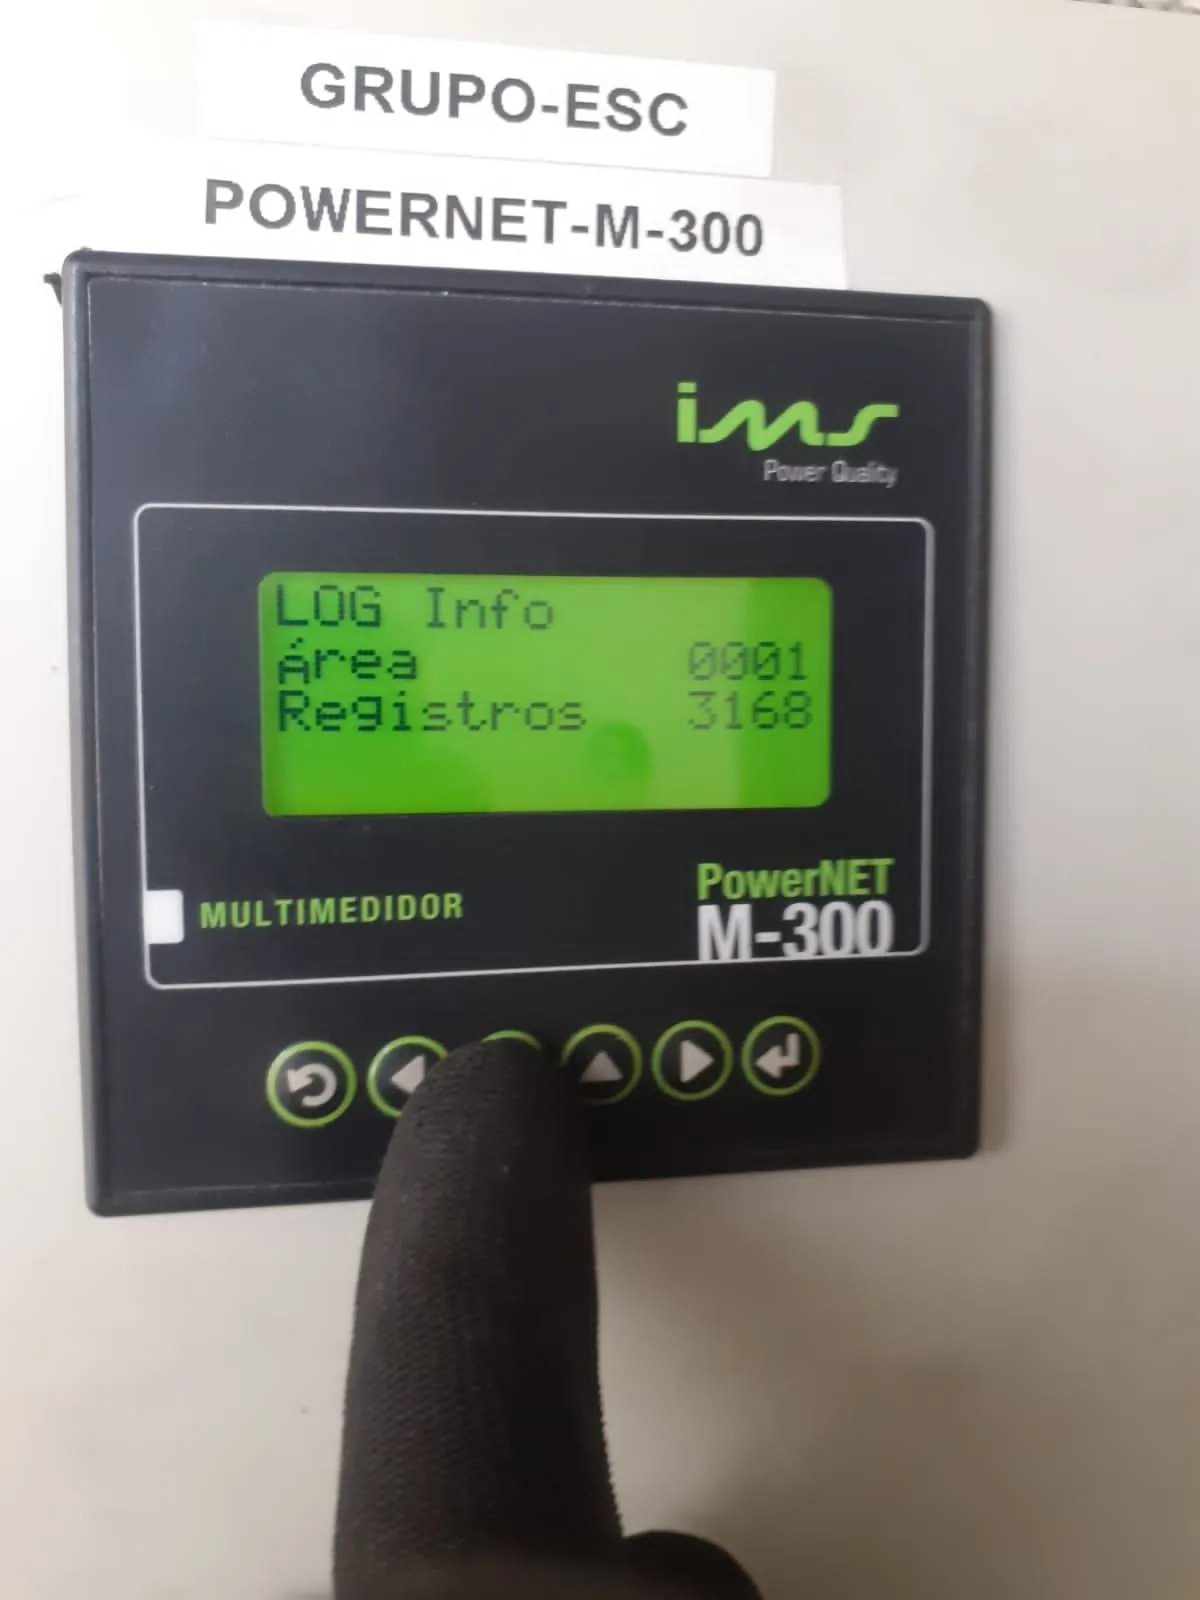 GRUPO-ESC
POWERNET-M-300
ims
Power Quality
LOG Info
Área 0001
Registros 3168
MULTIMEDIDOR
PowerNET
M-300